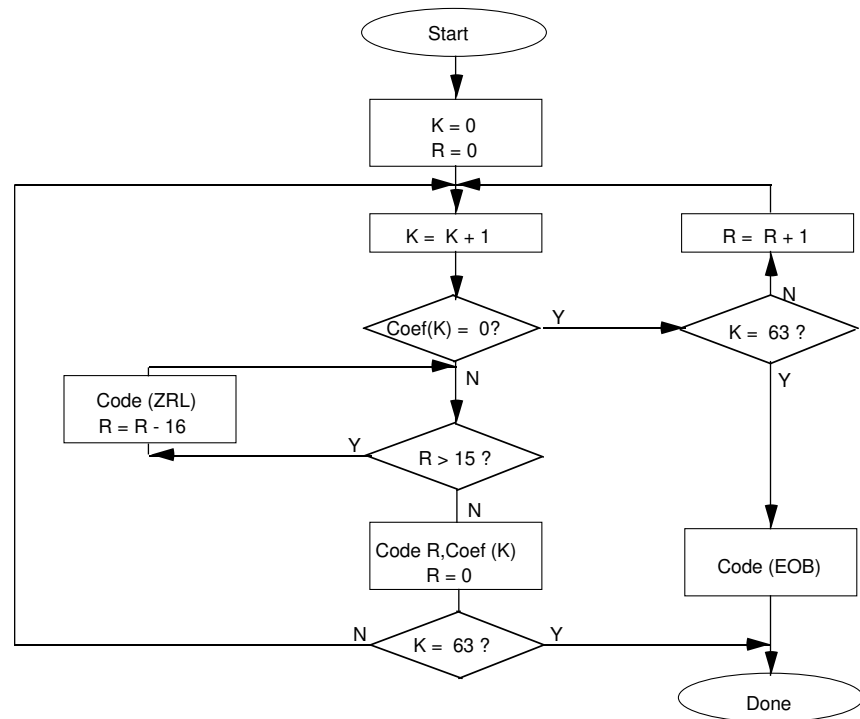 Start
K = 0
R = 0
K = K + 1
R = R + 1
N
Coef(K) = 0?
Y
K = 63 ?
N
Y
Code (ZRL)
R = R - 16
Y
R > 15 ?
N
Code R,Coef (K)
R = 0
Code (EOB)
N
K = 63 ?
Y
Done